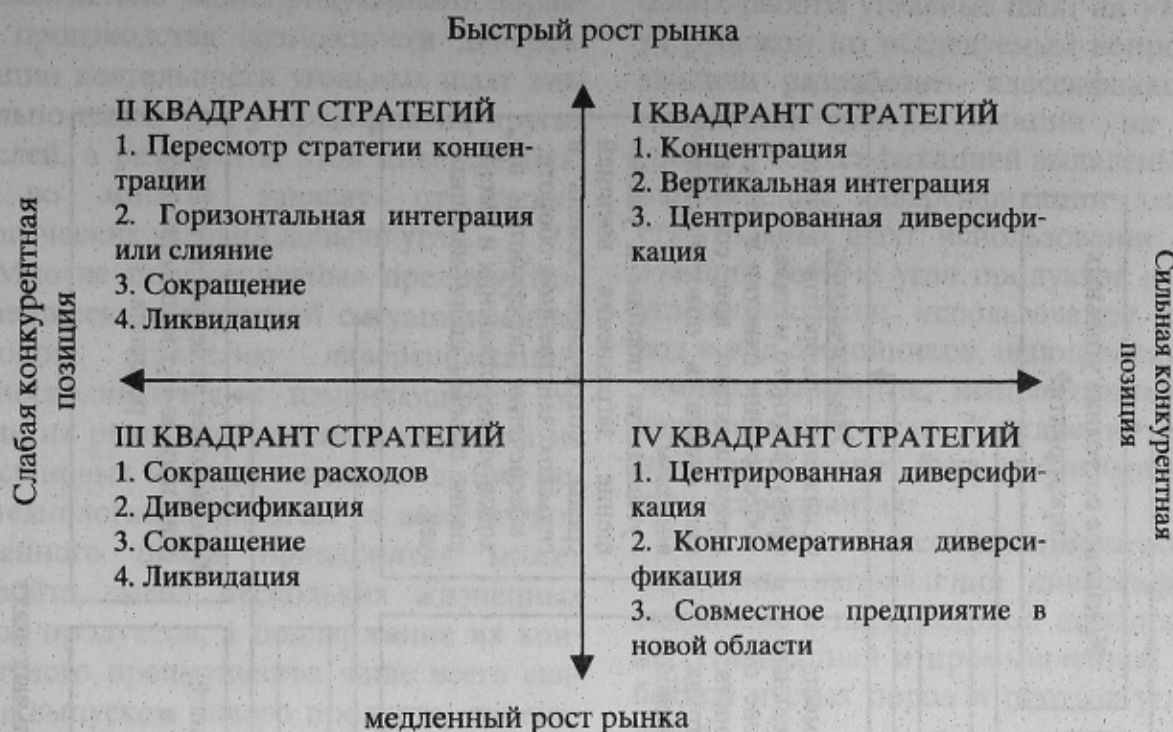 Быстрый рост рынка
II КВАДРАНТ СТРАТЕГИЙ
1. Пересмотр стратегии концен-
трации
2. Горизонтальная интеграция
или слияние
3. Сокращение
4. Ликвидация
I КВАДРАНТ СТРАТЕГИЙ
1. Концентрация
2. Вертикальная интеграция
3. Центрированная диверсифи-
кация
Слабая конкурентная
позиция
Сильная конкурентная
позиция
III КВАДРАНТ СТРАТЕГИЙ
1. Сокращение расходов
2. Диверсификация
3. Сокращение
4. Ликвидация
IV КВАДРАНТ СТРАТЕГИЙ
1. Центрированная диверсифи-
кация
2. Конгломеративная диверси-
фикация
3. Совместное предприятие в
новой области
медленный рост рынка